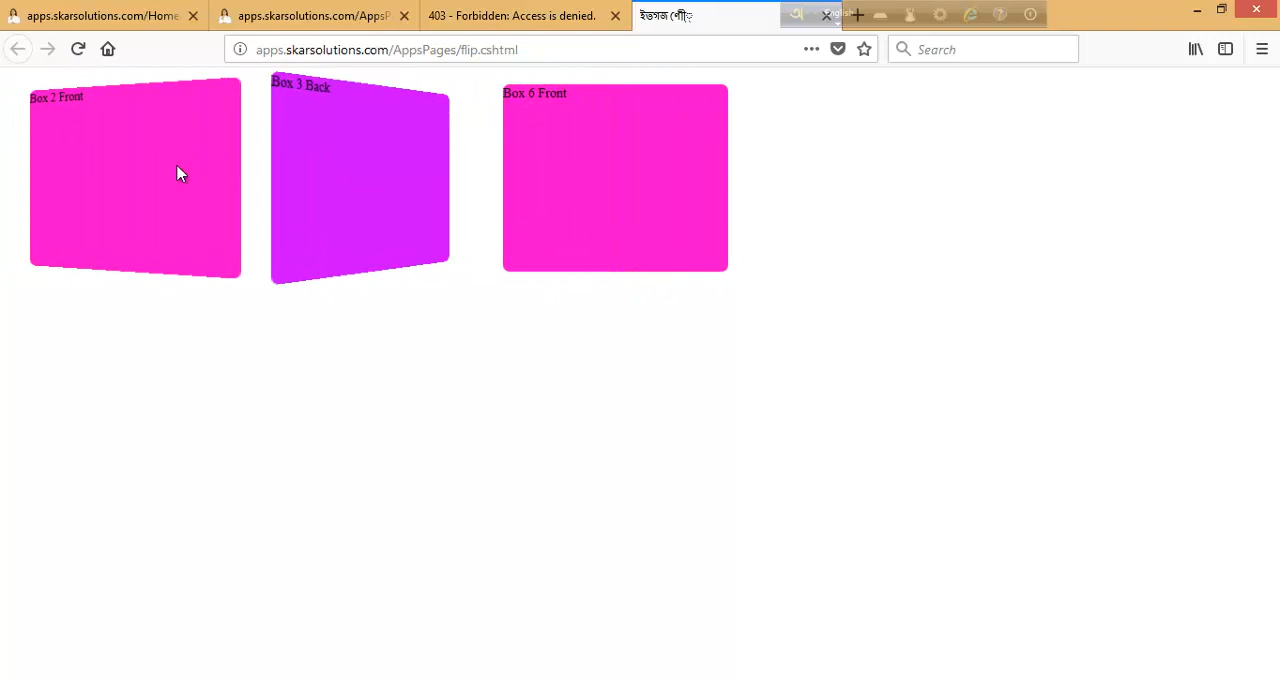 apps.skarsolutions.com/Home
apps.skarsolutions.com/AppsP
403 - Forbidden: Access is denied.
English
apps.skarsolutions.com/AppsPages/flip.cshtml
Search
Box 2 Front
Box 3 Back
Box 6 Front